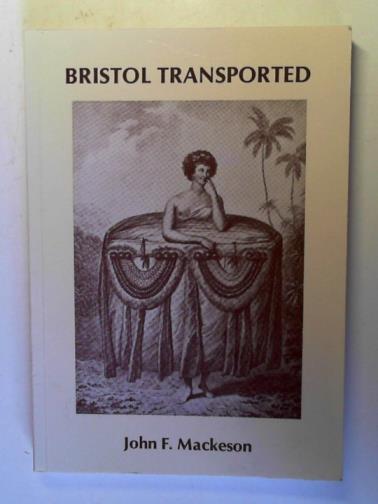 BRISTOL TRANSPORTED
John F. Mackeson